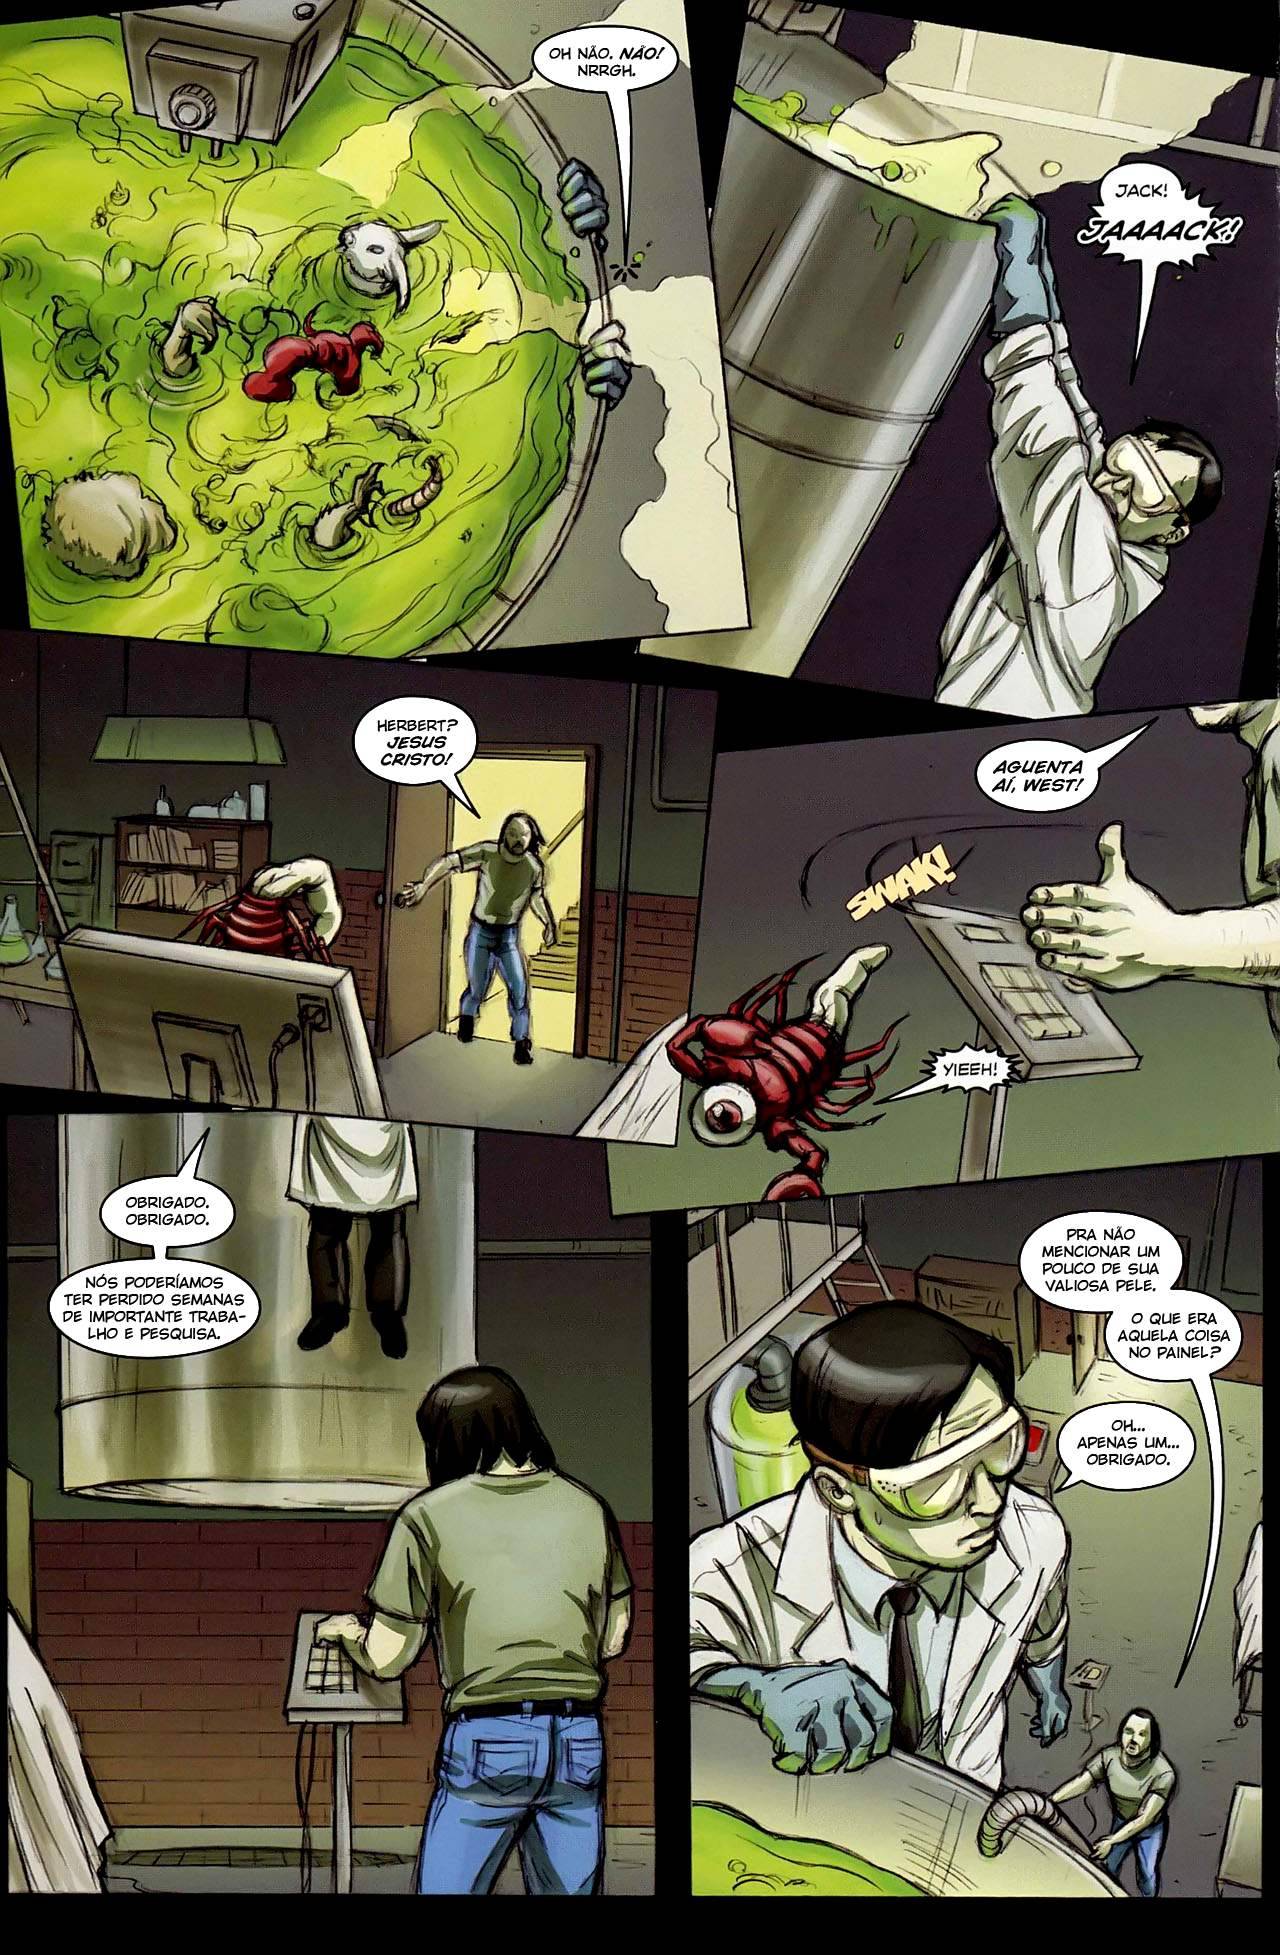 OH NÃO. NÃO!
NRRGH.
JACK!
JAAAACK!
HERBERT?
JESUS
CRISTO!
AGUENTA
AÍ, WEST!
SWAK!
YIEEH!
OBRIGADO.
OBRIGADO.
NÓS PODERÍAMOS
TER PERDIDO SEMANAS
DE IMPORTANTE TRABA-
LHO E PESQUISA.
PRA NÃO
MENCIONAR UM
POUCO DE SUA
VALIOSA PELE.
O QUE ERA
AQUELA COISA
NO PAINEL?
OH...
APENAS UM...
OBRIGADO.